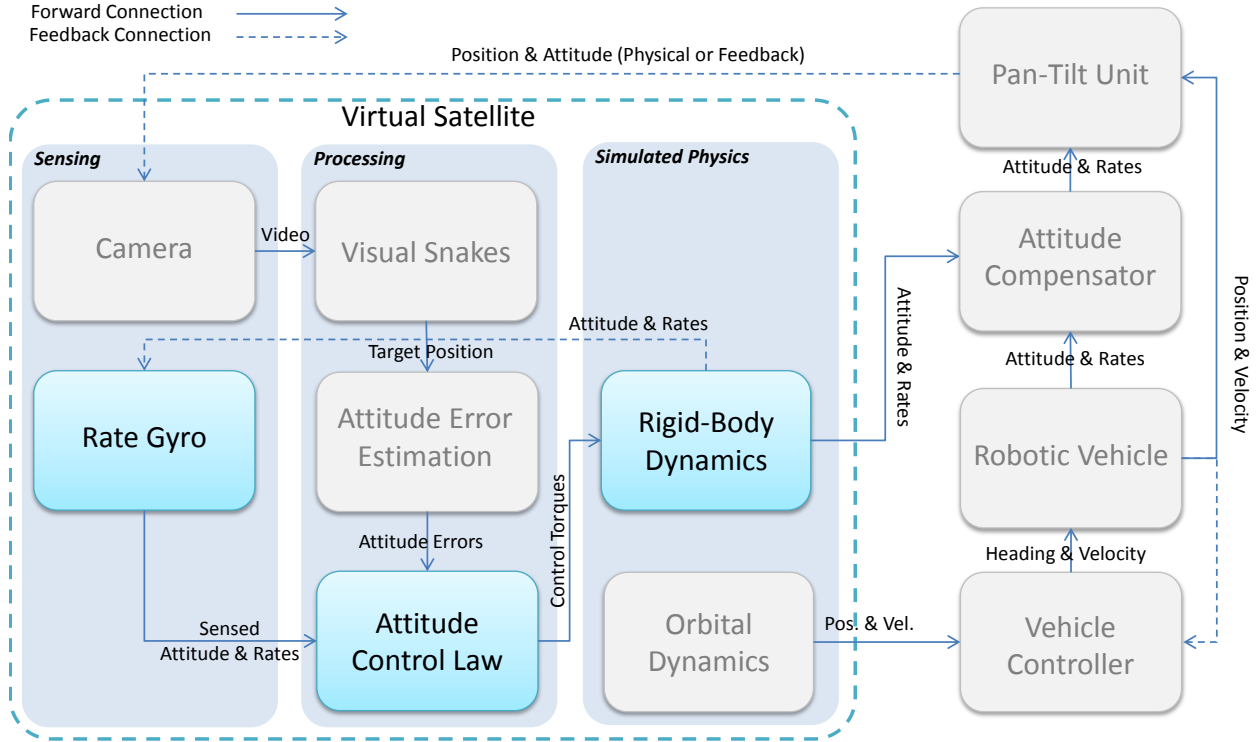 Forward Connection
Feedback Connection
Position & Attitude (Physical or Feedback)
Pan-Tilt Unit
Virtual Satellite
Sensing
Processing
Simulated Physics
Attitude & Rates
Camera
Video
Visual Snakes
Attitude
Compensator
Attitude & Rates
Attitude & Rates
Position & Velocity
Target Position
Attitude & Rates
Rate Gyro
Attitude Error
Estimation
Rigid-Body
Dynamics
Robotic Vehicle
Control Torques
Attitude Errors
Heading & Velocity
Sensed
Attitude & Rates
Attitude
Control Law
Orbital
Dynamics
Pos. & Vel.
Vehicle
Controller